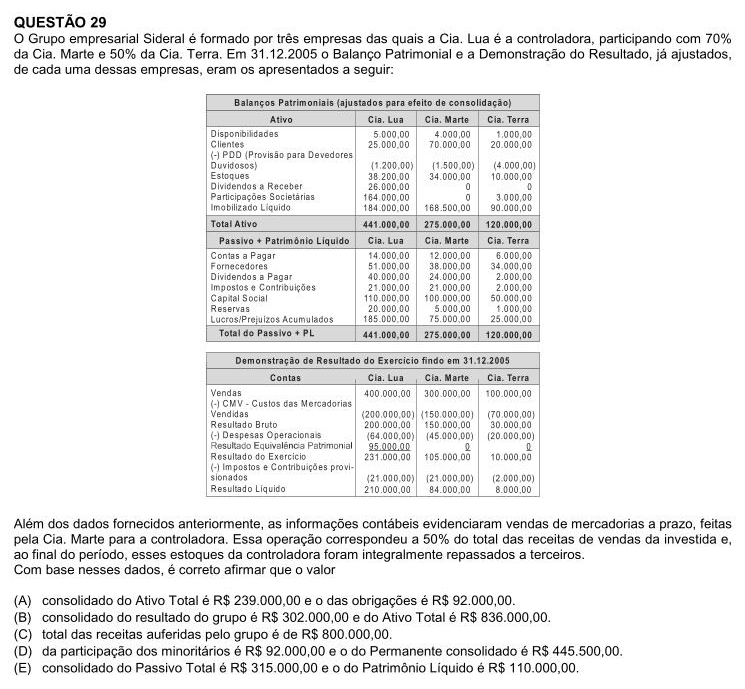 QUESTÃO 29
O Grupo empresarial Sideral é formado por três empresas das quais a Cia. Lua é a controladora, participando com 70%
da Cia. Marte e 50% da Cia. Terra. Em 31.12.2005 o Balanço Patrimonial e a Demonstração do Resultado, já ajustados,
de cada uma dessas empresas, eram os apresentados a seguir:
Balanços Patrimoniais (ajustados para efeito de consolidação)
Ativo Cia. Lua Cia. Marte Cia. Terra
Disponibilidades 5.000,00 4.000,00 1.000,00
Clientes 25.000,00 70.000,00 20.000,00
(-) PDD (Provisão para Devedores
Duvidosos) (1.200,00) (1.500,00) (4.000,00)
Estoques 38.200,00 34.000,00 10.000,00
Dividendos a Receber 26.000,00 0 0
Participações Societárias 164.000,00 0 3.000,00
Imobilizado Líquido 184.000,00 168.500,00 90.000,00
Total Ativo 441.000,00 275.000,00 120.000,00
Passivo + Patrimônio Líquido Cia. Lua Cia. Marte Cia. Terra
Contas a Pagar 14.000,00 12.000,00 6.000,00
Fornecedores 51.000,00 38.000,00 34.000,00
Dividendos a Pagar 40.000,00 24.000,00 2.000,00
Impostos e Contribuições 21.000,00 21.000,00 2.000,00
Capital Social 110.000,00 100.000,00 50.000,00
Reservas 20.000,00 5.000,00 1.000,00
Lucros/Prejuízos Acumulados 185.000,00 75.000,00 25.000,00
Total do Passivo + PL 441.000,00 275.000,00 120.000,00
Demonstração de Resultado do Exercício findo em 31.12.2005
Contas Cia. Lua Cia. Marte Cia. Terra
Vendas 400.000,00 300.000,00 100.000,00
(-) CMV - Custos das Mercadorias
Vendidas (200.000,00) (150.000,00) (70.000,00)
Resultado Bruto 200.000,00 150.000,00 30.000,00
(-) Despesas Operacionais (64.000,00) (45.000,00) (20.000,00)
Resultado Equivalência Patrimonial 95.000,00 0 0
Resultado do Exercício 231.000,00 105.000,00 10.000,00
(-) Impostos e Contribuições provi-
sionados (21.000,00) (21.000,00) (2.000,00)
Resultado Líquido 210.000,00 84.000,00 8.000,00
Além dos dados fornecidos anteriormente, as informações contábeis evidenciaram vendas de mercadorias a prazo, feitas
pela Cia. Marte para a controladora. Essa operação correspondeu a 50% do total das receitas de vendas da investida e,
ao final do período, esses estoques da controladora foram integralmente repassados a terceiros.
Com base nesses dados, é correto afirmar que o valor
(A) consolidado do Ativo Total é R$ 239.000,00 e o das obrigações é R$ 92.000,00.
(B) consolidado do resultado do grupo é R$ 302.000,00 e do Ativo Total é R$ 836.000,00.
(C) total das receitas auferidas pelo grupo é de R$ 800.000,00.
(D) da participação dos minoritários é R$ 92.000,00 e o do Permanente consolidado é R$ 445.500,00.
(E) consolidado do Passivo Total é R$ 315.000,00 e o do Patrimônio Líquido é R$ 110.000,00.